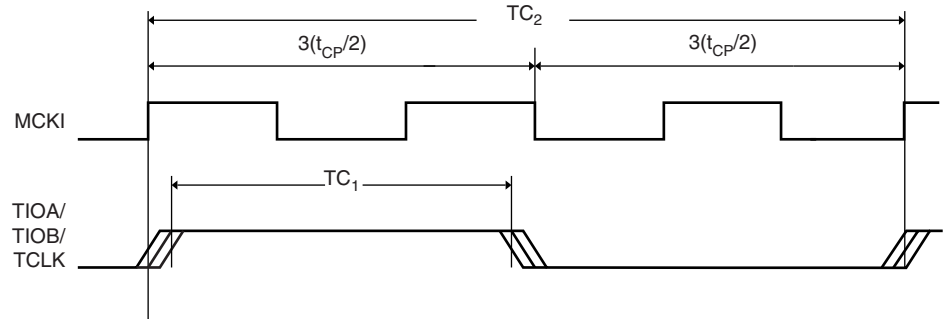 TC2
3(tCP/2) 3(tCP/2)
MCKI
TC1
TIOA/
TIOB/
TCLK